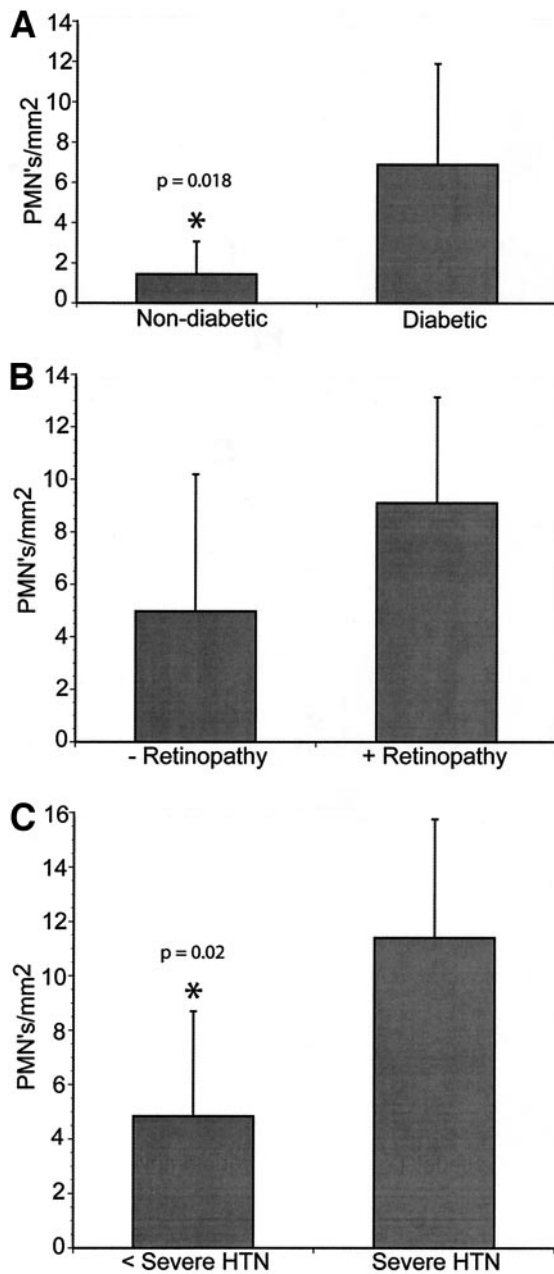 A
14
12
10
8
6
4
2
0
PMN's/mm2
p = 0.018
*
Non-diabetic Diabetic
B
14
12
10
8
6
4
2
0
PMN's/mm2
- Retinopathy + Retinopathy
C
16
14
12
10
8
6
4
2
0
PMN's/mm2
p = 0.02
*
< Severe HTN Severe HTN